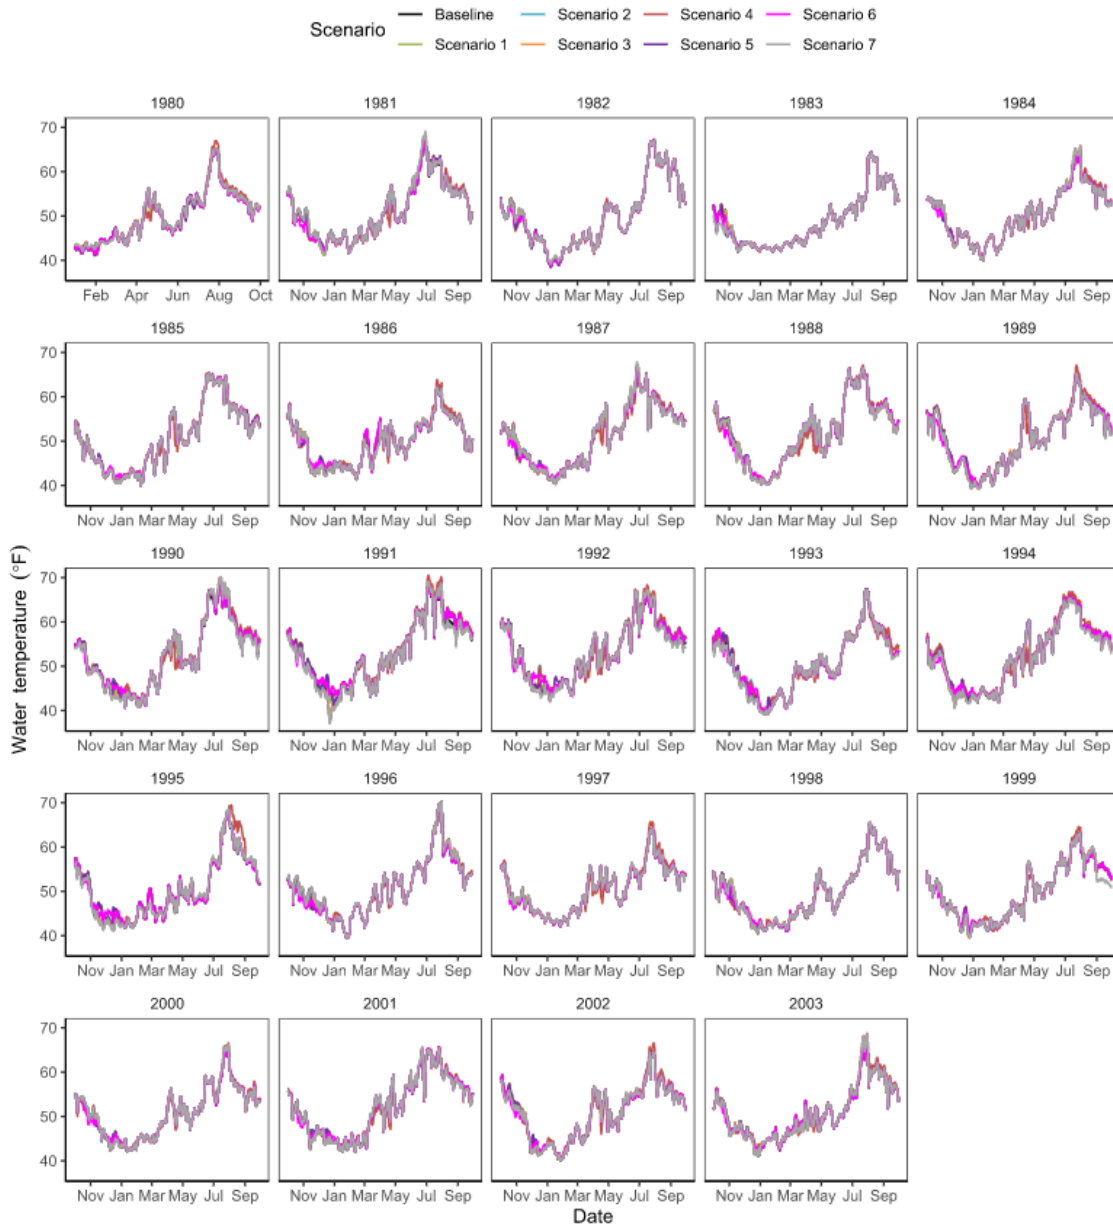 Scenario
Baseline Scenario 2 Scenario 4 Scenario 6
Scenario 1 Scenario 3 Scenario 5 Scenario 7
1980 1981 1982 1983 1984
70
60
50
40
Feb Apr Jun Aug Oct Nov Jan Mar May Jul Sep Nov Jan Mar May Jul Sep Nov Jan Mar May Jul Sep Nov Jan Mar May Jul Sep
1985 1986 1987 1988 1989
70
60
50
40
Nov Jan Mar May Jul Sep Nov Jan Mar May Jul Sep Nov Jan Mar May Jul Sep Nov Jan Mar May Jul Sep Nov Jan Mar May Jul Sep
Water temperature (°F)
1990 1991 1992 1993 1994
70
60
50
40
Nov Jan Mar May Jul Sep Nov Jan Mar May Jul Sep Nov Jan Mar May Jul Sep Nov Jan Mar May Jul Sep Nov Jan Mar May Jul Sep
1995 1996 1997 1998 1999
70
60
50
40
Nov Jan Mar May Jul Sep Nov Jan Mar May Jul Sep Nov Jan Mar May Jul Sep Nov Jan Mar May Jul Sep Nov Jan Mar May Jul Sep
2000 2001 2002 2003
70
60
50
40
Nov Jan Mar May Jul Sep Nov Jan Mar May Jul Sep Nov Jan Mar May Jul Sep Nov Jan Mar May Jul Sep
Date